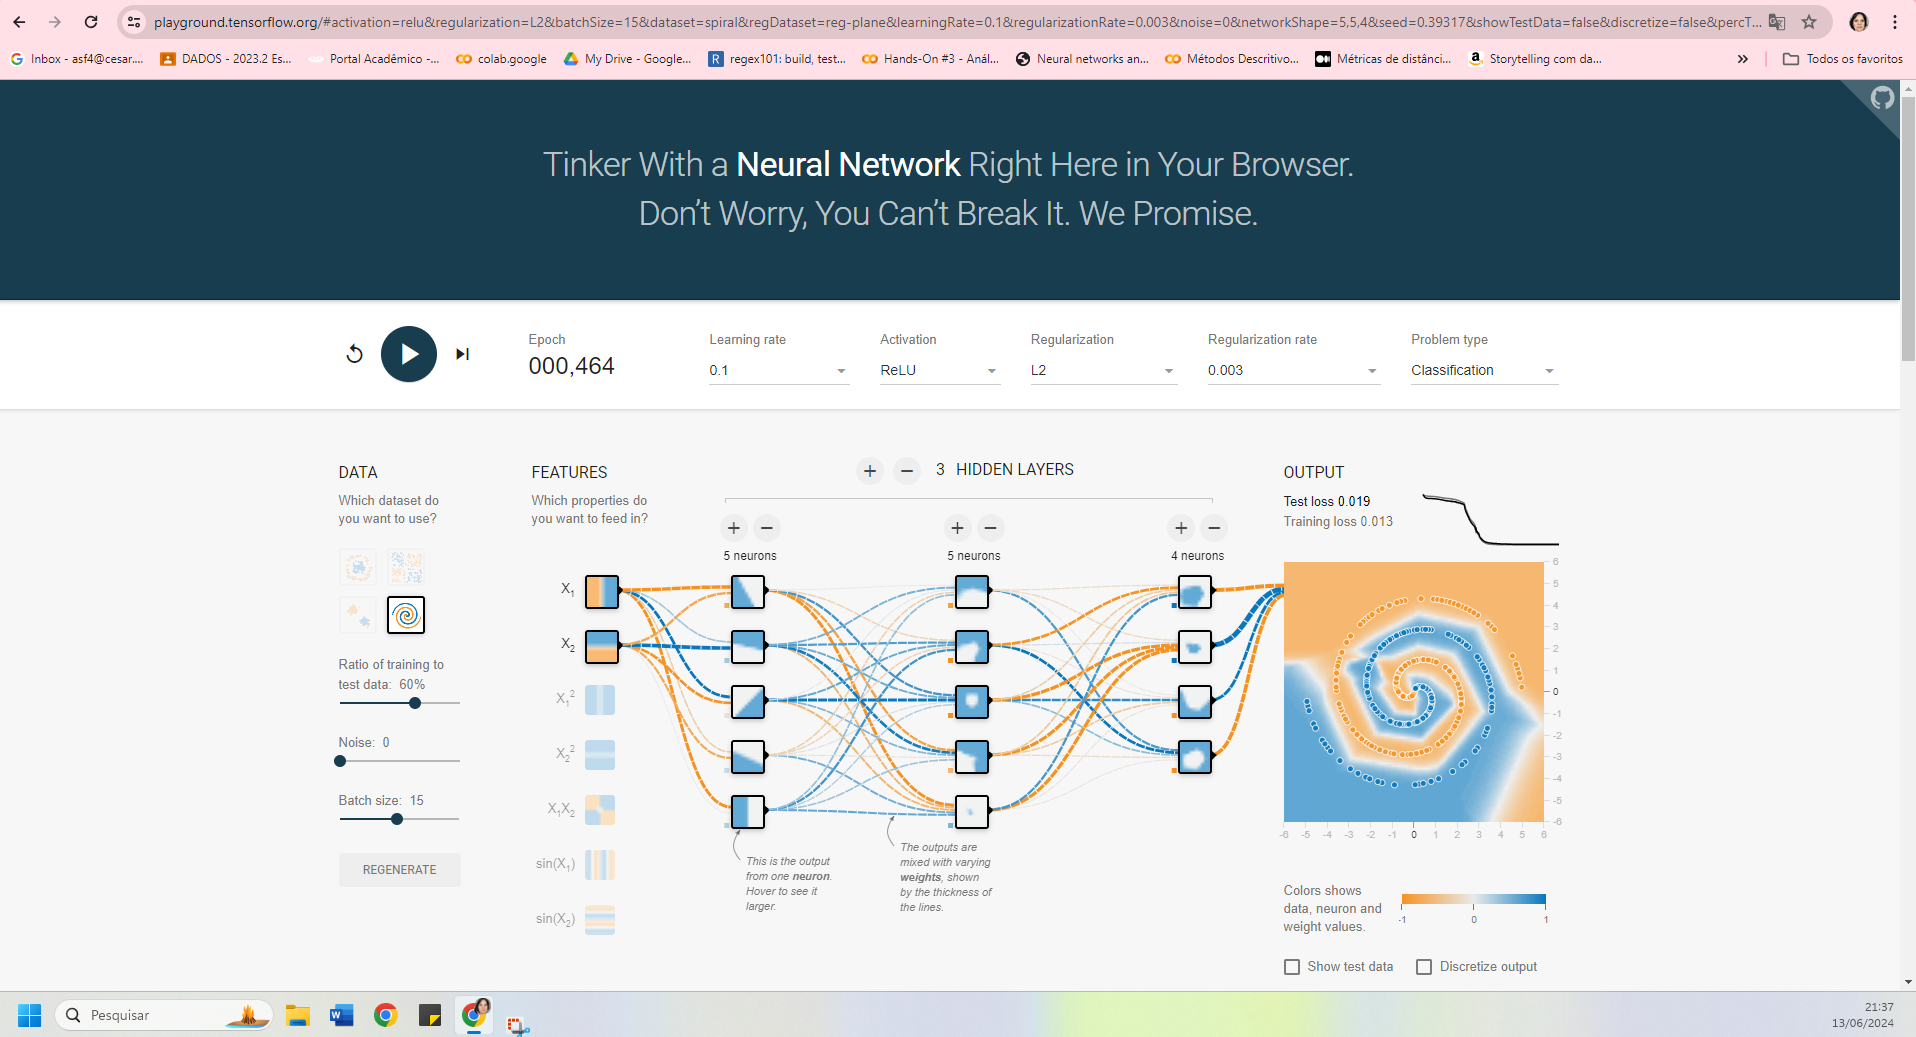 playground.tensorflow.org/#activation=relu&regularization=L2&batchSize=15&dataset=spiral&regDataset=reg-plane&learningRate=0.1&regularizationRate=0.003&noise=0&networkShape=5,5,4&seed=0.39317&showTestData=false&discretize=false&percT...
Inbox - asf4@cesar.... DADOS - 2023.2 Es... Portal Acadêmico -... colab.google My Drive - Google... regex101: build, test... Hands-On #3 - Anál... Neural networks an... Métodos Descritivo... Métricas de distânci... Storytelling com da... » Todos os favoritos
Tinker With a Neural Network Right Here in Your Browser.
Don't Worry, You Can't Break It. We Promise.
Epoch
000,464
Learning rate
0.1
Activation
ReLU
Regularization
L2
Regularization rate
0.003
Problem type
Classification
DATA
Which dataset do
you want to use?
Ratio of training to
test data: 60%
Noise: 0
Batch size: 15
REGENERATE
FEATURES
Which properties do
you want to feed in?
X1
X2
X1²
X2²
X1X2
sin(X1)
sin(X2)
+ − 3 HIDDEN LAYERS
+ − + − + −
5 neurons 5 neurons 4 neurons
This is the output
from one neuron.
Hover to see it
larger.
The outputs are
mixed with varying
weights, shown
by the thickness of
the lines.
OUTPUT
Test loss 0.019
Training loss 0.013
6
5
4
3
2
1
0
-1
-2
-3
-4
-5
-6
-6 -5 -4 -3 -2 -1 0 1 2 3 4 5 6
Colors shows
data, neuron and
weight values.
-1 0 1
Show test data Discretize output
Pesquisar
21:37
13/06/2024